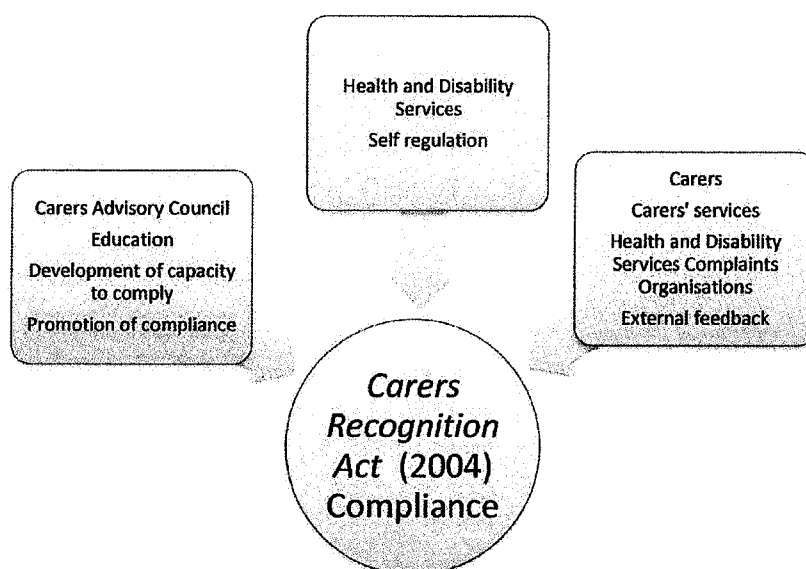 Health and Disability
Services
Self regulation
Carers Advisory Council
Education
Development of capacity
to comply
Promotion of compliance
Carers
Carers' services
Health and Disability
Services Complaints
Organisations
External feedback
Carers
Recognition
Act (2004)
Compliance